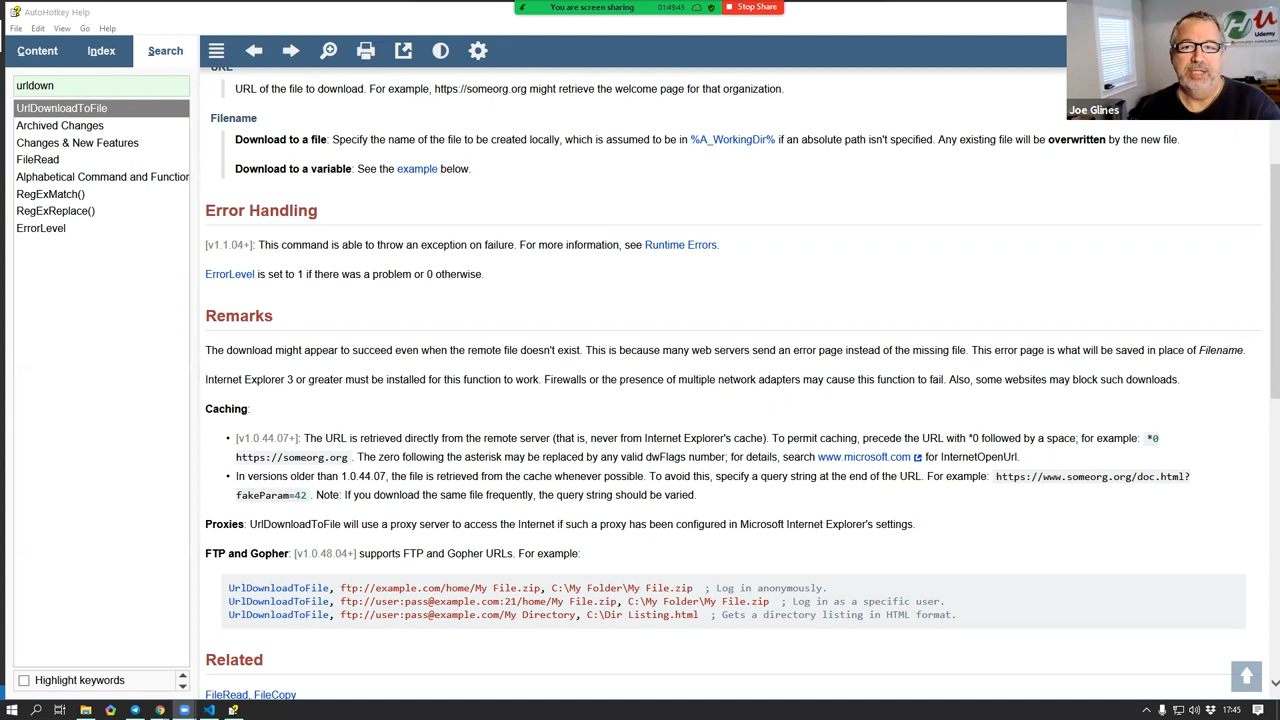 AutoHotkey Help
You are screen sharing
01:49:45
Stop Share
File Edit View Go Help
Content Index Search
urldown
UrlDownloadToFile
Archived Changes
Changes & New Features
FileRead
Alphabetical Command and Function
RegExMatch()
RegExReplace()
ErrorLevel
Highlight keywords
URL
URL of the file to download. For example, https://someorg.org might retrieve the welcome page for that organization.
Filename
Download to a file: Specify the name of the file to be created locally, which is assumed to be in %A_WorkingDir% if an absolute path isn't specified. Any existing file will be overwritten by the new file.
Download to a variable: See the example below.
Error Handling
[v1.1.04+]: This command is able to throw an exception on failure. For more information, see Runtime Errors.
ErrorLevel is set to 1 if there was a problem or 0 otherwise.
Remarks
The download might appear to succeed even when the remote file doesn't exist. This is because many web servers send an error page instead of the missing file. This error page is what will be saved in place of Filename.
Internet Explorer 3 or greater must be installed for this function to work. Firewalls or the presence of multiple network adapters may cause this function to fail. Also, some websites may block such downloads.
Caching:
• [v1.0.44.07+]: The URL is retrieved directly from the remote server (that is, never from Internet Explorer's cache). To permit caching, precede the URL with *0 followed by a space; for example: *0
https://someorg.org . The zero following the asterisk may be replaced by any valid dwFlags number; for details, search www.microsoft.com for InternetOpenUrl.
• In versions older than 1.0.44.07, the file is retrieved from the cache whenever possible. To avoid this, specify a query string at the end of the URL. For example: https://www.someorg.org/doc.html?
fakeParam=42 . Note: If you download the same file frequently, the query string should be varied.
Proxies: UrlDownloadToFile will use a proxy server to access the Internet if such a proxy has been configured in Microsoft Internet Explorer's settings.
FTP and Gopher: [v1.0.48.04+] supports FTP and Gopher URLs. For example:
UrlDownloadToFile, ftp://example.com/home/My File.zip, C:\My Folder\My File.zip ; Log in anonymously.
UrlDownloadToFile, ftp://user:pass@example.com:21/home/My File.zip, C:\My Folder\My File.zip ; Log in as a specific user.
UrlDownloadToFile, ftp://user:pass@example.com/My Directory, C:\Dir Listing.html ; Gets a directory listing in HTML format.
Related
FileRead, FileCopy
Udemy
Joe Glines
17:45